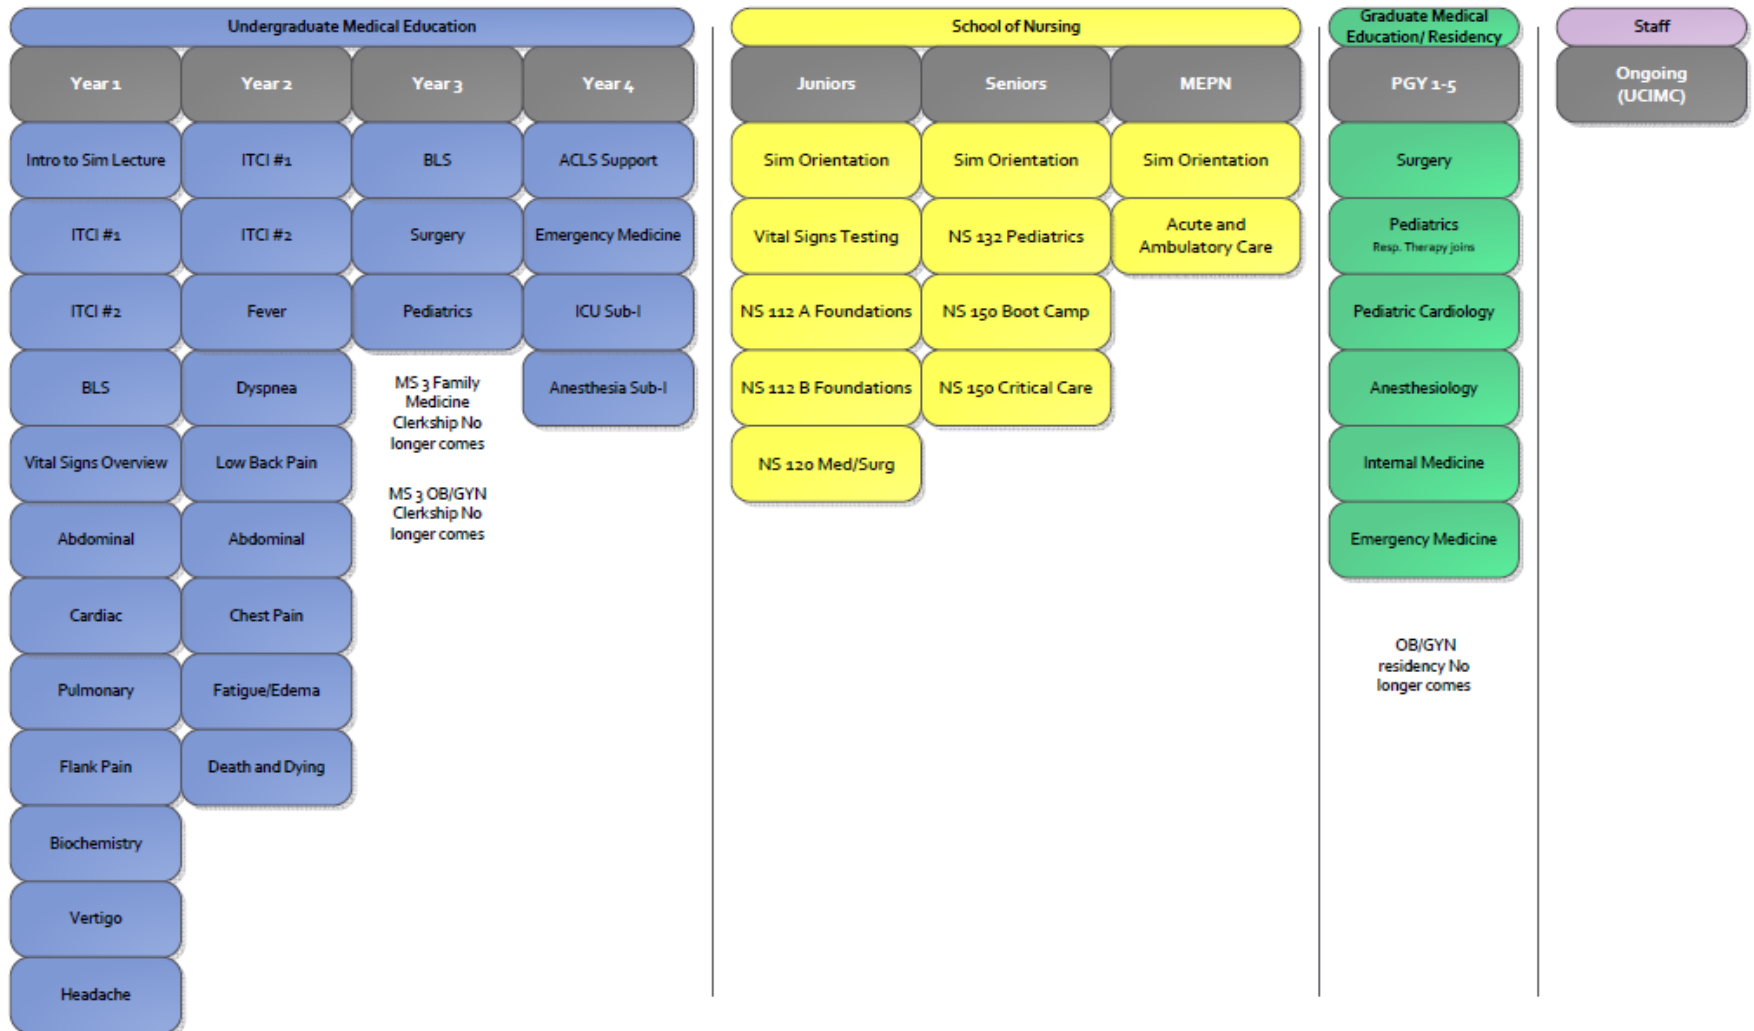 Undergraduate Medical Education
Year 1
Year 2
Year 3
Year 4
Intro to Sim Lecture
ITCI #1
BLS
ACLS Support
ITCI #1
ITCI #2
Surgery
Emergency Medicine
ITCI #2
Fever
Pediatrics
ICU Sub-I
BLS
Dyspnea
MS 3 Family
Medicine
Clerkship No
longer comes
Anesthesia Sub-I
Vital Signs Overview
Low Back Pain
MS 3 OB/GYN
Clerkship No
longer comes
Abdominal
Abdominal
Cardiac
Chest Pain
Pulmonary
Fatigue/Edema
Flank Pain
Death and Dying
Biochemistry
Vertigo
Headache
School of Nursing
Juniors
Seniors
MEPN
Sim Orientation
Sim Orientation
Sim Orientation
Vital Signs Testing
NS 132 Pediatrics
Acute and
Ambulatory Care
NS 112 A Foundations
NS 150 Boot Camp
NS 112 B Foundations
NS 150 Critical Care
NS 120 Med/Surg
Graduate Medical
Education/ Residency
PGY 1-5
Surgery
Pediatrics
Resp. Therapy joins
Pediatric Cardiology
Anesthesiology
Internal Medicine
Emergency Medicine
OB/GYN
residency No
longer comes
Staff
Ongoing
(UCIMC)